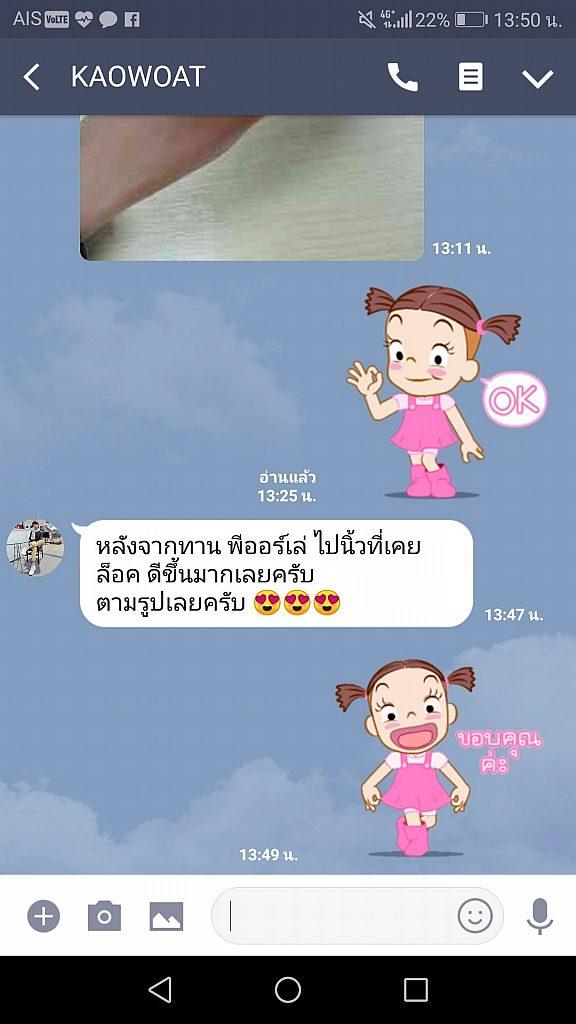 AIS VoLTE 4G+ 22% 13:50 น.
KAOWOAT
13:11 น.
OK
อ่านแล้ว
13:25 น.
หลังจากทาน พีออร์เล่ ไปนิ้วที่เคย
ล็อค ดีขึ้นมากเลยครับ
ตามรูปเลยครับ 😍😍😍
13:47 น.
ขอบคุณ
ค่ะ
13:49 น.